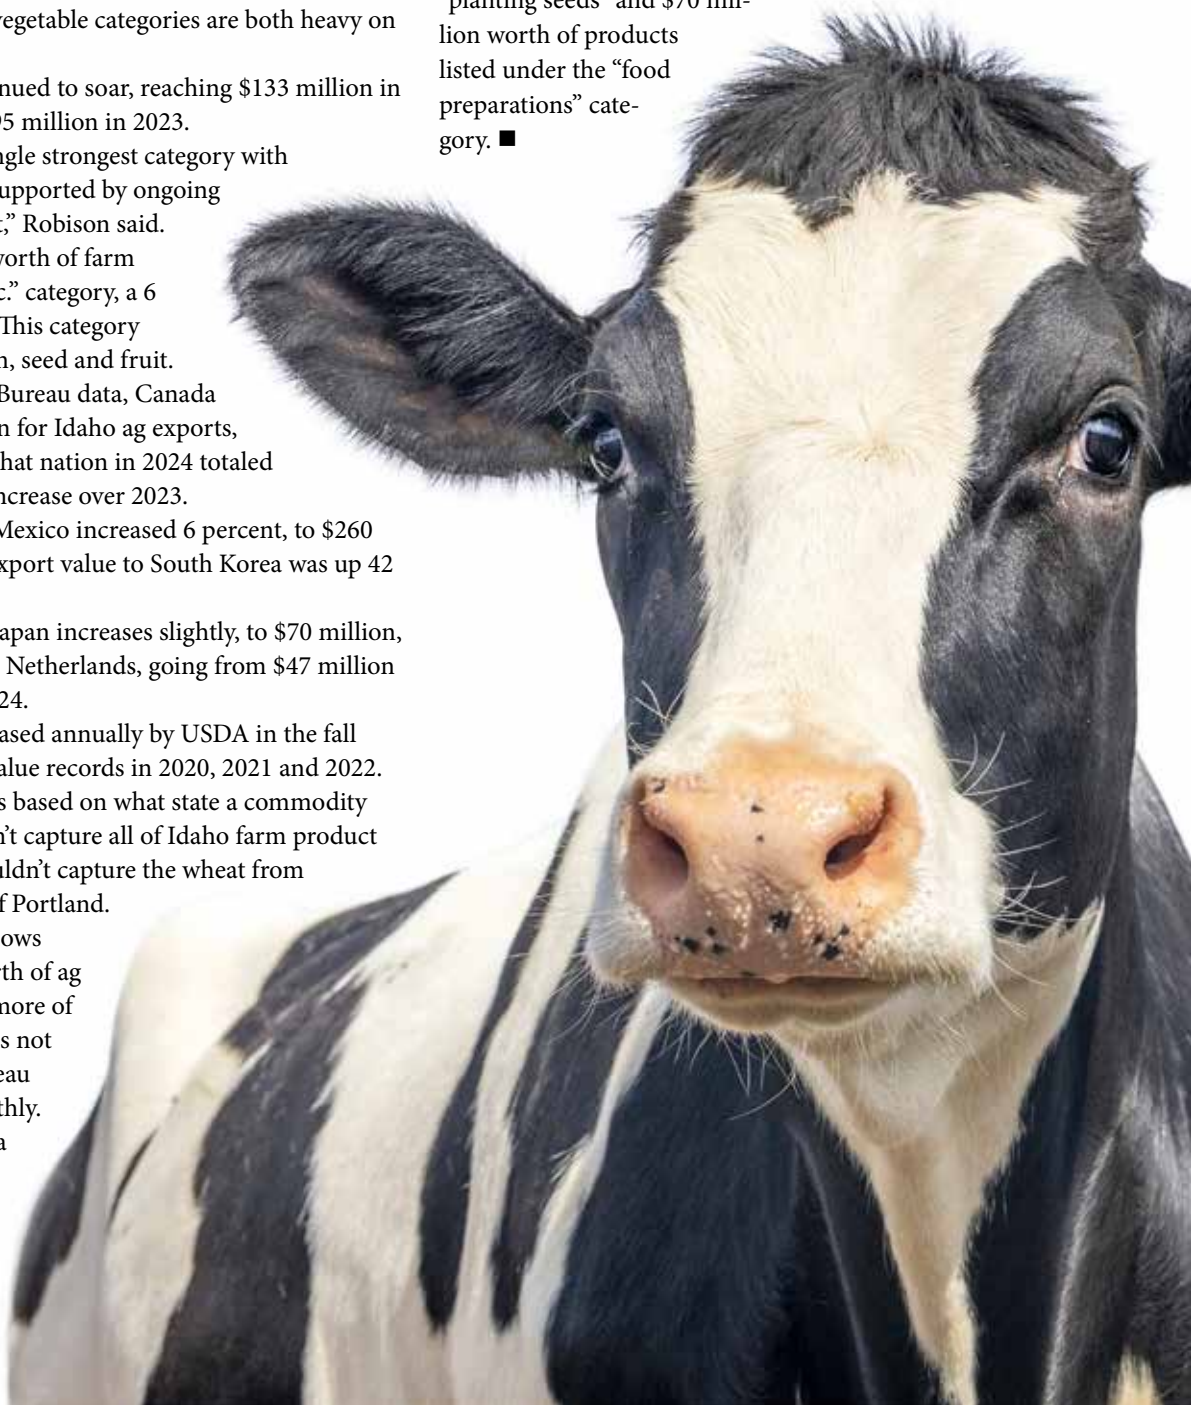 vegetable categories are both heavy on
nued to soar, reaching $133 million in
95 million in 2023.
ngle strongest category with
upported by ongoing
t,” Robison said.
worth of farm
c.” category, a 6
This category
n, seed and fruit.
Bureau data, Canada
n for Idaho ag exports,
hat nation in 2024 totaled
ncrease over 2023.
Mexico increased 6 percent, to $260
xport value to South Korea was up 42
apan increases slightly, to $70 million,
Netherlands, going from $47 million
24.
ased annually by USDA in the fall
alue records in 2020, 2021 and 2022.
s based on what state a commodity
n’t capture all of Idaho farm product
uldn’t capture the wheat from
f Portland.
ows
rth of ag
more of
s not
eau
thly.
a
“planting seeds” and $70 mil-
lion worth of products
listed under the “food
preparations” cate-
gory. ■